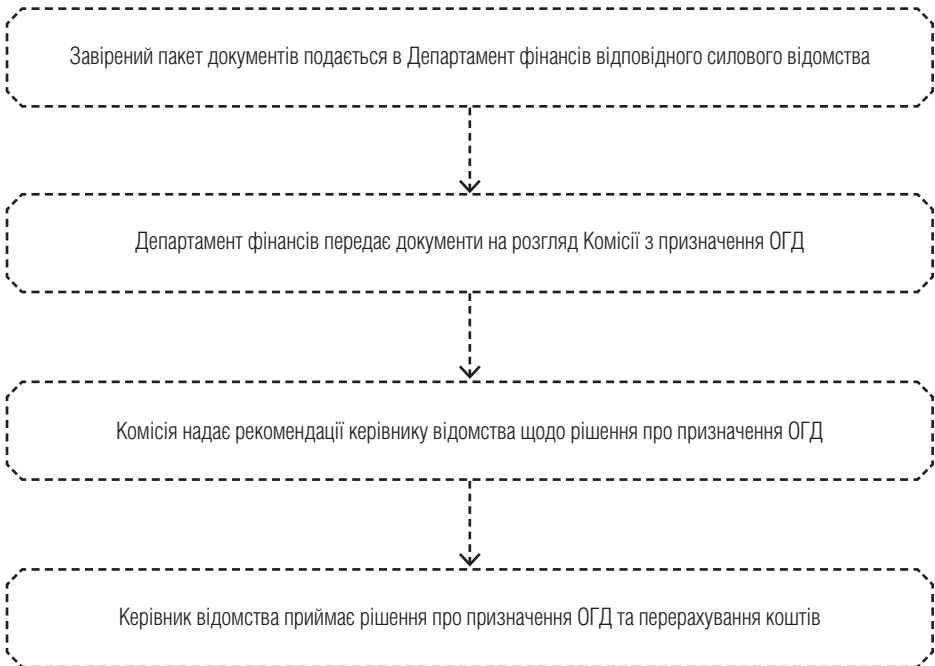 Завірений пакет документів подається в Департамент фінансів відповідного силового відомства
Департамент фінансів передає документи на розгляд Комісії з призначення ОГД
Комісія надає рекомендації керівнику відомства щодо рішення про призначення ОГД
Керівник відомства приймає рішення про призначення ОГД та перерахування коштів